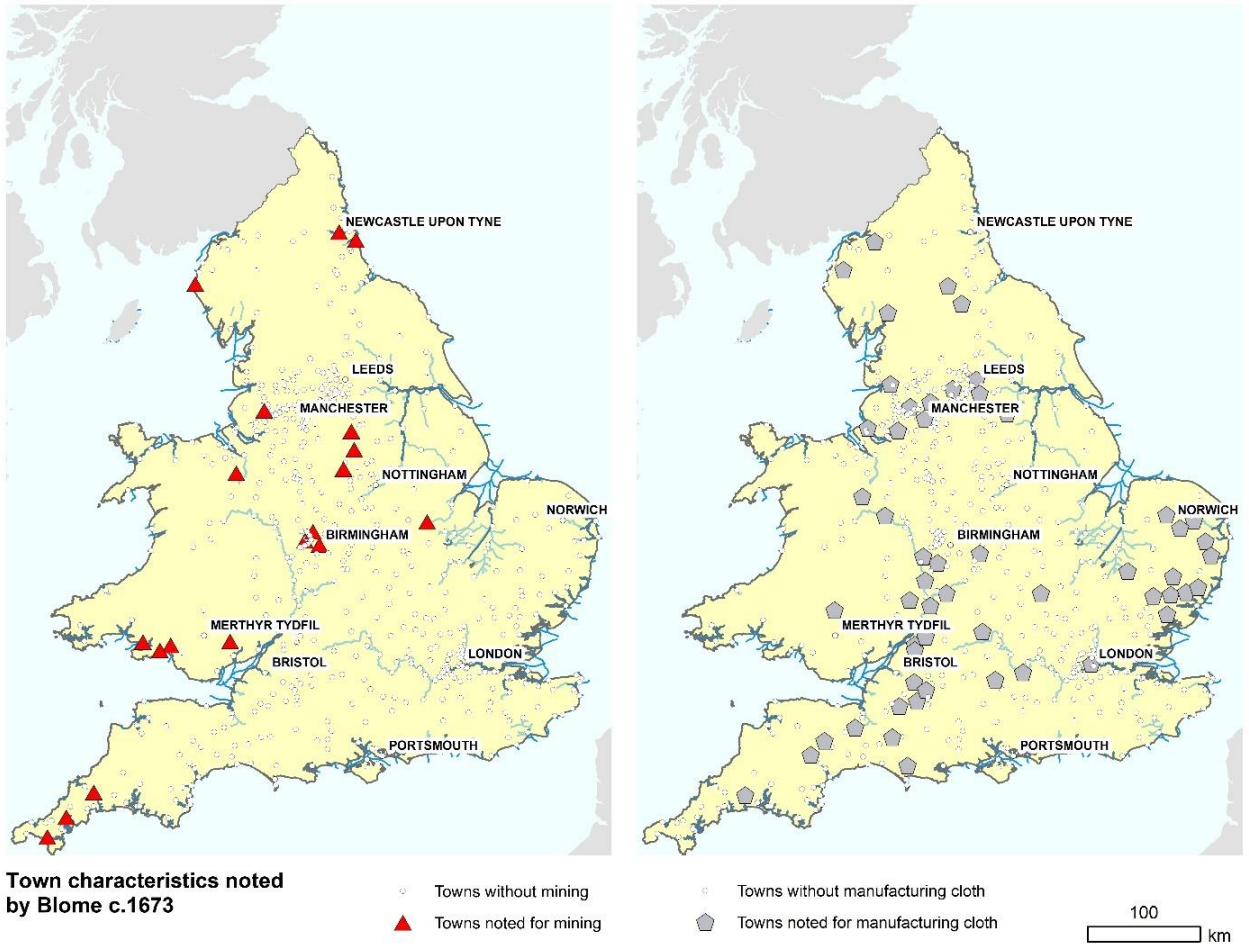 NEWCASTLE UPON TYNE
LEEDS
MANCHESTER
NOTTINGHAM
NORWICH
BIRMINGHAM
MERTHYR TYDFIL
BRISTOL
LONDON
PORTSMOUTH
NEWCASTLE UPON TYNE
LEEDS
MANCHESTER
NOTTINGHAM
NORWICH
BIRMINGHAM
MERTHYR TYDFIL
BRISTOL
LONDON
PORTSMOUTH
Town characteristics noted
by Blome c.1673
Towns without mining
Towns noted for mining
Towns without manufacturing cloth
Towns noted for manufacturing cloth
100
km